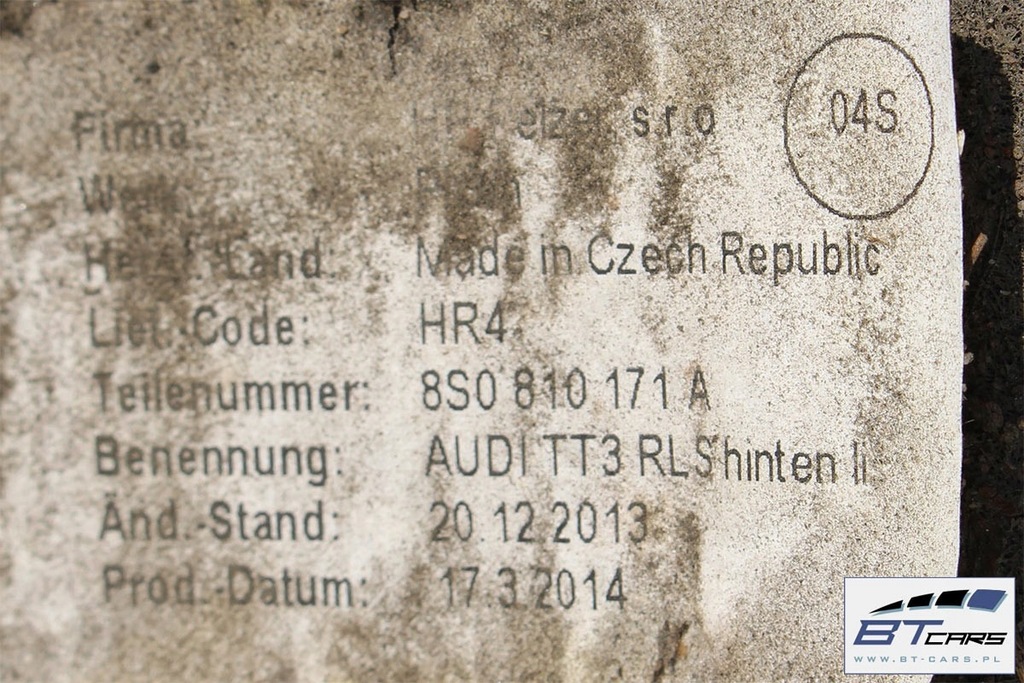 Firma s.r.o
04S
Land: Made in Czech Republic
Code: HR4
Teilenummer: 8S0 810 171 A
Benennung: AUDI TT3 RLS hinten li
Änd.-Stand: 20.12.2013
Prod.-Datum: 17.3.2014
BT CARS
WWW.BT-CARS.PL